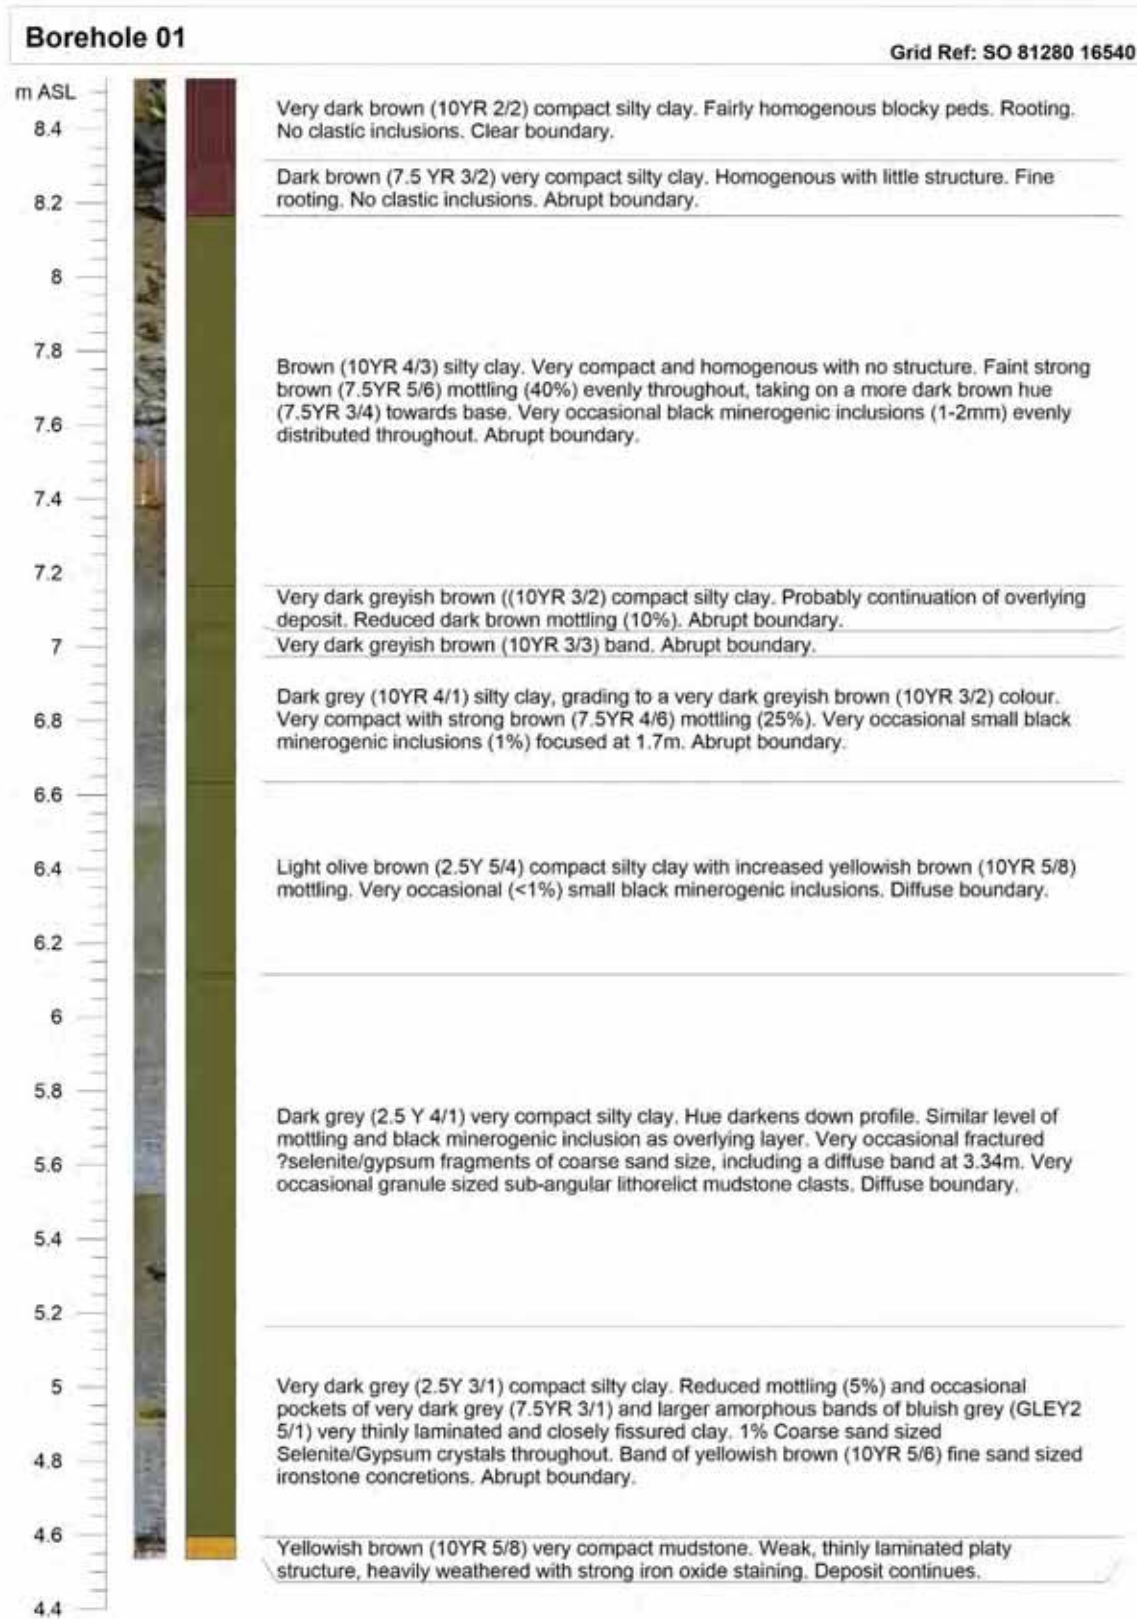 Borehole 01
Grid Ref: SO 81280 16540
m ASL
8.4
8.2
8
7.8
7.6
7.4
7.2
7
6.8
6.6
6.4
6.2
6
5.8
5.6
5.4
5.2
5
4.8
4.6
4.4
Very dark brown (10YR 2/2) compact silty clay. Fairly homogenous blocky peds. Rooting.
No clastic inclusions. Clear boundary.
Dark brown (7.5 YR 3/2) very compact silty clay. Homogenous with little structure. Fine
rooting. No clastic inclusions. Abrupt boundary.
Brown (10YR 4/3) silty clay. Very compact and homogenous with no structure. Faint strong
brown (7.5YR 5/6) mottling (40%) evenly throughout, taking on a more dark brown hue
(7.5YR 3/4) towards base. Very occasional black minerogenic inclusions (1-2mm) evenly
distributed throughout. Abrupt boundary.
Very dark greyish brown ((10YR 3/2) compact silty clay. Probably continuation of overlying
deposit. Reduced dark brown mottling (10%). Abrupt boundary.
Very dark greyish brown (10YR 3/3) band. Abrupt boundary.
Dark grey (10YR 4/1) silty clay, grading to a very dark greyish brown (10YR 3/2) colour.
Very compact with strong brown (7.5YR 4/6) mottling (25%). Very occasional small black
minerogenic inclusions (1%) focused at 1.7m. Abrupt boundary.
Light olive brown (2.5Y 5/4) compact silty clay with increased yellowish brown (10YR 5/8)
mottling. Very occasional (<1%) small black minerogenic inclusions. Diffuse boundary.
Dark grey (2.5 Y 4/1) very compact silty clay. Hue darkens down profile. Similar level of
mottling and black minerogenic inclusion as overlying layer. Very occasional fractured
?selenite/gypsum fragments of coarse sand size, including a diffuse band at 3.34m. Very
occasional granule sized sub-angular lithorelict mudstone clasts. Diffuse boundary.
Very dark grey (2.5Y 3/1) compact silty clay. Reduced mottling (5%) and occasional
pockets of very dark grey (7.5YR 3/1) and larger amorphous bands of bluish grey (GLEY2
5/1) very thinly laminated and closely fissured clay. 1% Coarse sand sized
Selenite/Gypsum crystals throughout. Band of yellowish brown (10YR 5/6) fine sand sized
ironstone concretions. Abrupt boundary.
Yellowish brown (10YR 5/8) very compact mudstone. Weak, thinly laminated platy
structure, heavily weathered with strong iron oxide staining. Deposit continues.